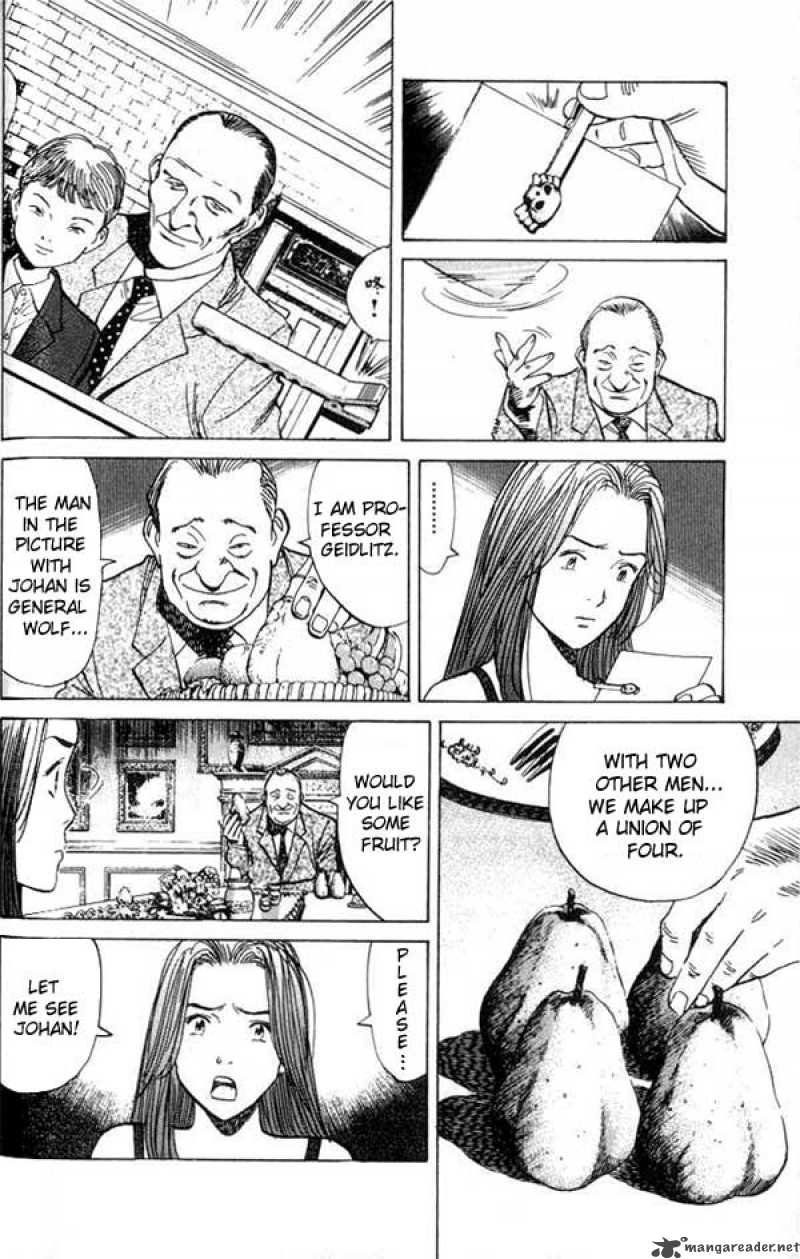 咚!
......
I AM PRO-
FESSOR
GEIDLITZ.
THE MAN
IN THE
PICTURE
WITH
JOHAN IS
GENERAL
WOLF...
WITH TWO
OTHER MEN...
WE MAKE UP
A UNION OF
FOUR.
WOULD
YOU LIKE
SOME
FRUIT?
PLEASE...
LET
ME SEE
JOHAN!
mangareader.net